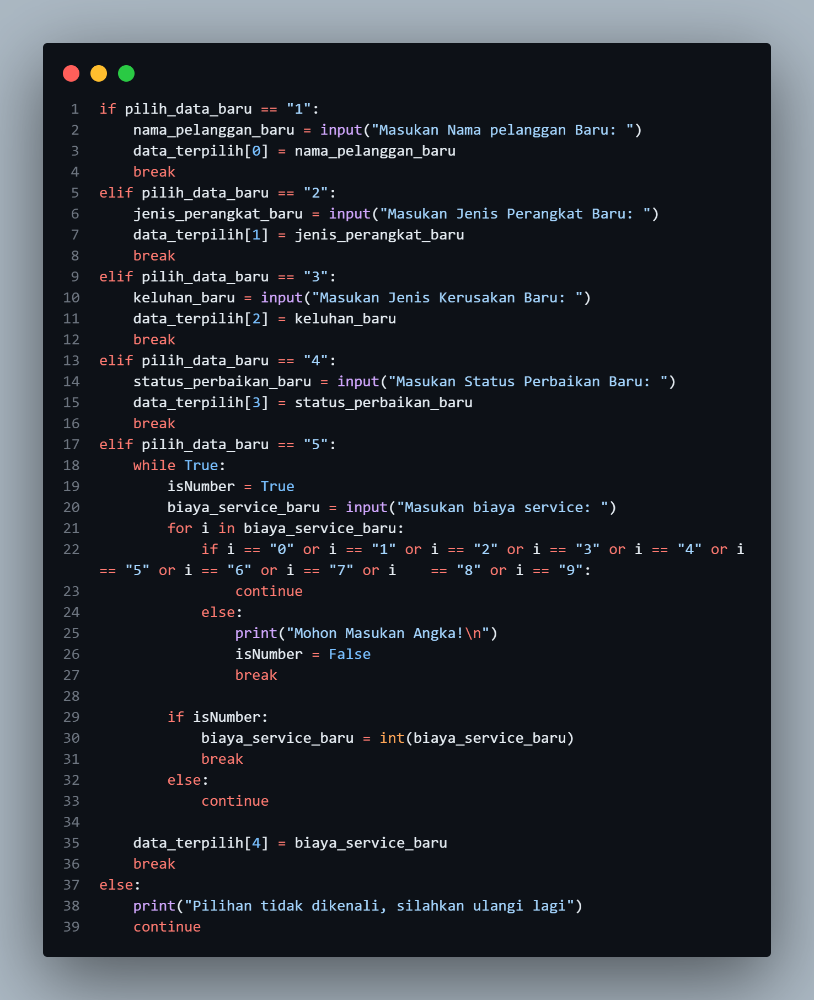 1 if pilih_data_baru == "1":
2     nama_pelanggan_baru = input("Masukan Nama pelanggan Baru: ")
3     data_terpilih[0] = nama_pelanggan_baru
4     break
5 elif pilih_data_baru == "2":
6     jenis_perangkat_baru = input("Masukan Jenis Perangkat Baru: ")
7     data_terpilih[1] = jenis_perangkat_baru
8     break
9 elif pilih_data_baru == "3":
10     keluhan_baru = input("Masukan Jenis Kerusakan Baru: ")
11     data_terpilih[2] = keluhan_baru
12     break
13 elif pilih_data_baru == "4":
14     status_perbaikan_baru = input("Masukan Status Perbaikan Baru: ")
15     data_terpilih[3] = status_perbaikan_baru
16     break
17 elif pilih_data_baru == "5":
18     while True:
19         isNumber = True
20         biaya_service_baru = input("Masukan biaya service: ")
21         for i in biaya_service_baru:
22             if i == "0" or i == "1" or i == "2" or i == "3" or i == "4" or i
== "5" or i == "6" or i == "7" or i    == "8" or i == "9":
23                 continue
24             else:
25                 print("Mohon Masukan Angka!\n")
26                 isNumber = False
27                 break
28
29         if isNumber:
30             biaya_service_baru = int(biaya_service_baru)
31             break
32         else:
33             continue
34
35     data_terpilih[4] = biaya_service_baru
36     break
37 else:
38     print("Pilihan tidak dikenali, silahkan ulangi lagi")
39     continue